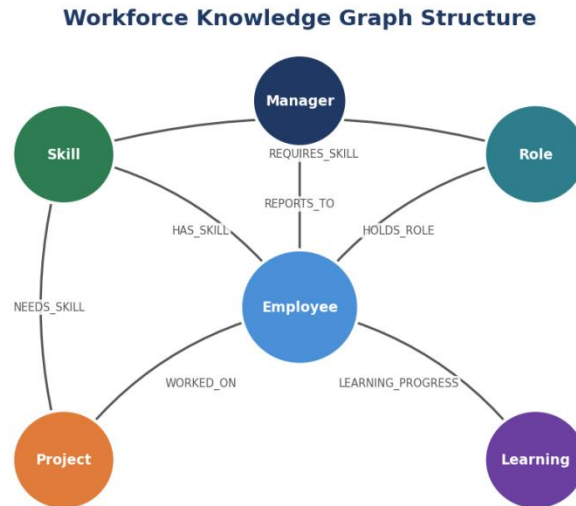 Workforce Knowledge Graph Structure
Manager
Skill
REQUIRES_SKILL
Role
REPORTS_TO
HAS_SKILL
HOLDS_ROLE
NEEDS_SKILL
Employee
WORKED_ON
LEARNING_PROGRESS
Project
Learning